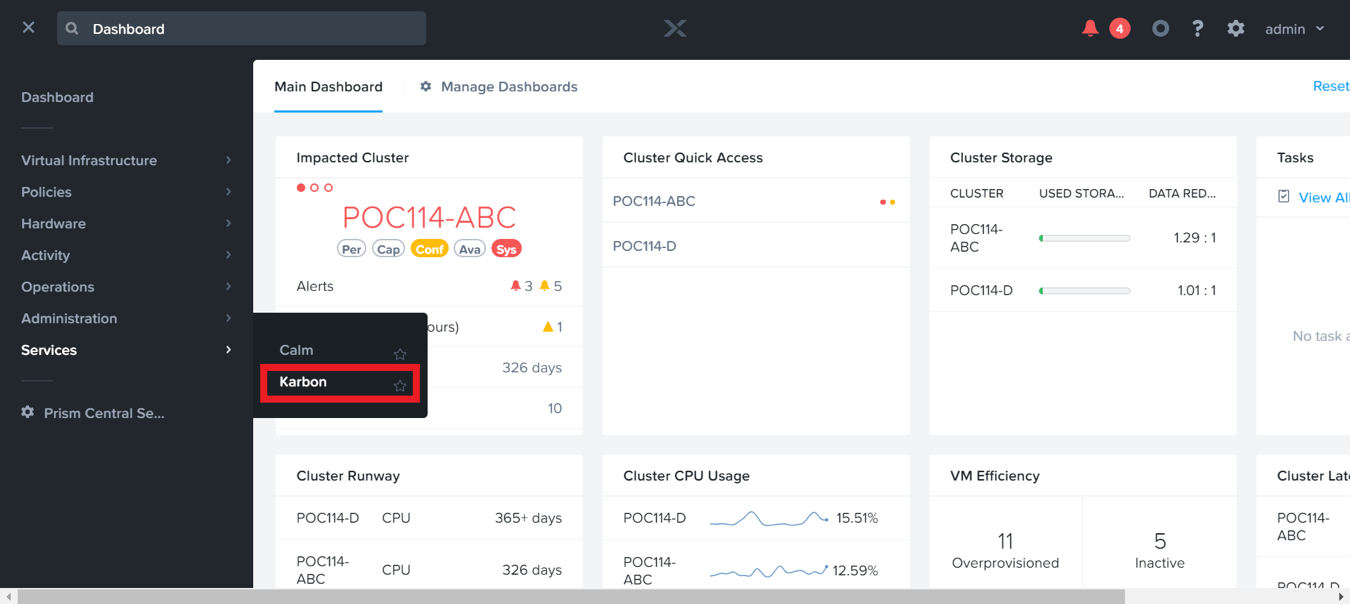 Dashboard
4
?
admin
Dashboard
Virtual Infrastructure
Policies
Hardware
Activity
Operations
Administration
Services
Prism Central Se...
Calm
Karbon
Main Dashboard
Manage Dashboards
Reset
Impacted Cluster
POC114-ABC
Per Cap Conf Ava Sys
Alerts 3 5
ours) 1
326 days
10
Cluster Quick Access
POC114-ABC
POC114-D
Cluster Storage
CLUSTER USED STORA... DATA RED...
POC114-
ABC
1.29 : 1
POC114-D 1.01 : 1
Tasks
View All
No task a
Cluster Runway
POC114-D CPU 365+ days
POC114-
ABC
CPU 326 days
Cluster CPU Usage
POC114-D 15.51%
POC114-
ABC
12.59%
VM Efficiency
11
Overprovisioned
5
Inactive
Cluster Late
POC114-
ABC
POC114-D